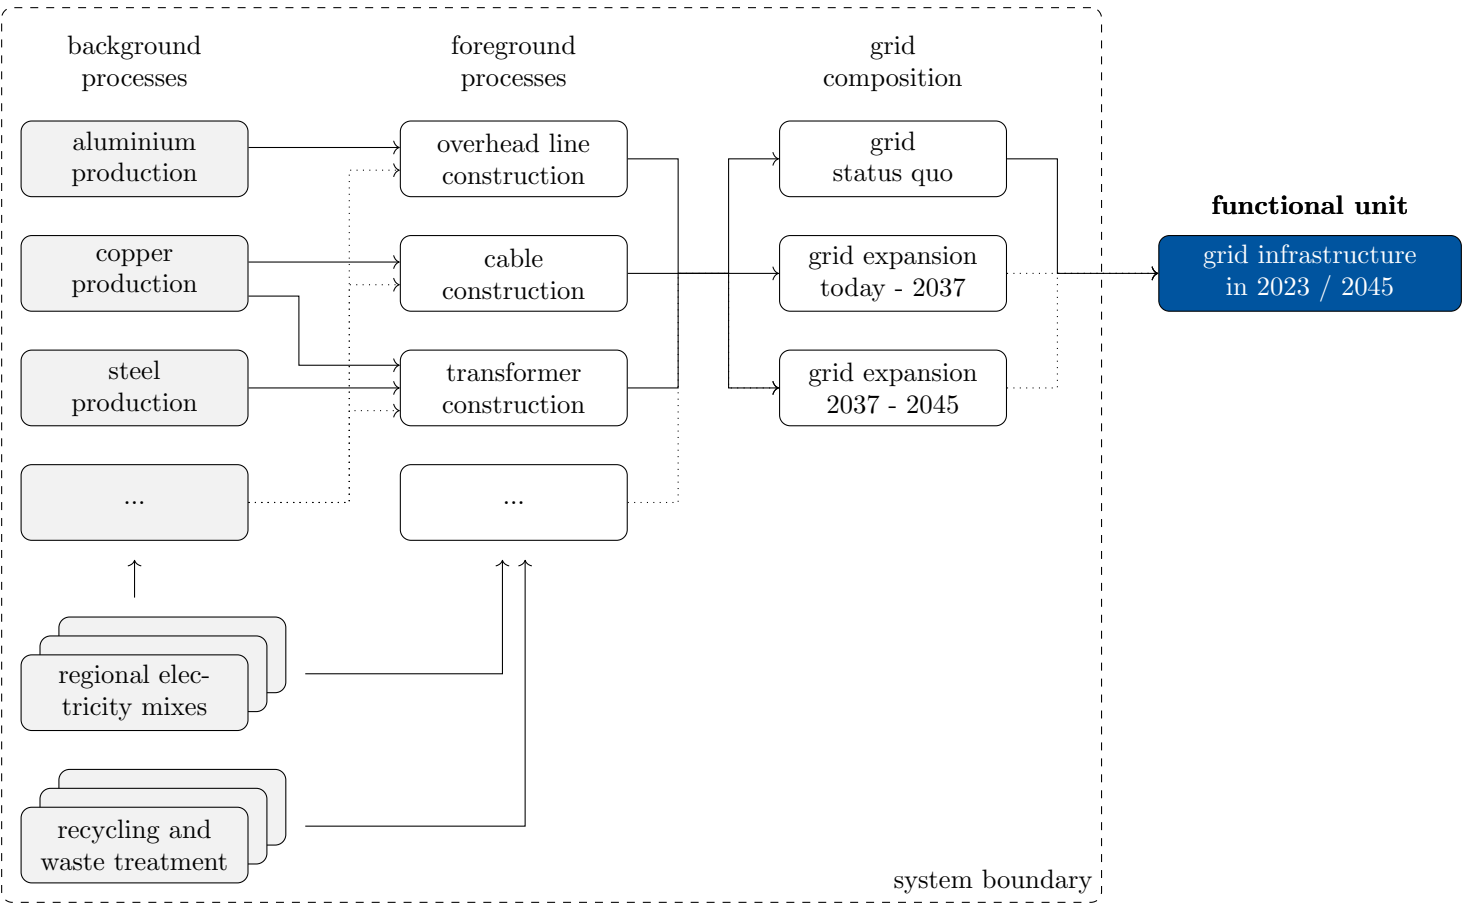 background
processes
foreground
processes
grid
composition
aluminium
production
overhead line
construction
grid
status quo
functional unit
copper
production
cable
construction
grid expansion
today - 2037
grid infrastructure
in 2023 / 2045
steel
production
transformer
construction
grid expansion
2037 - 2045
...
...
regional elec-
tricity mixes
recycling and
waste treatment
system boundary